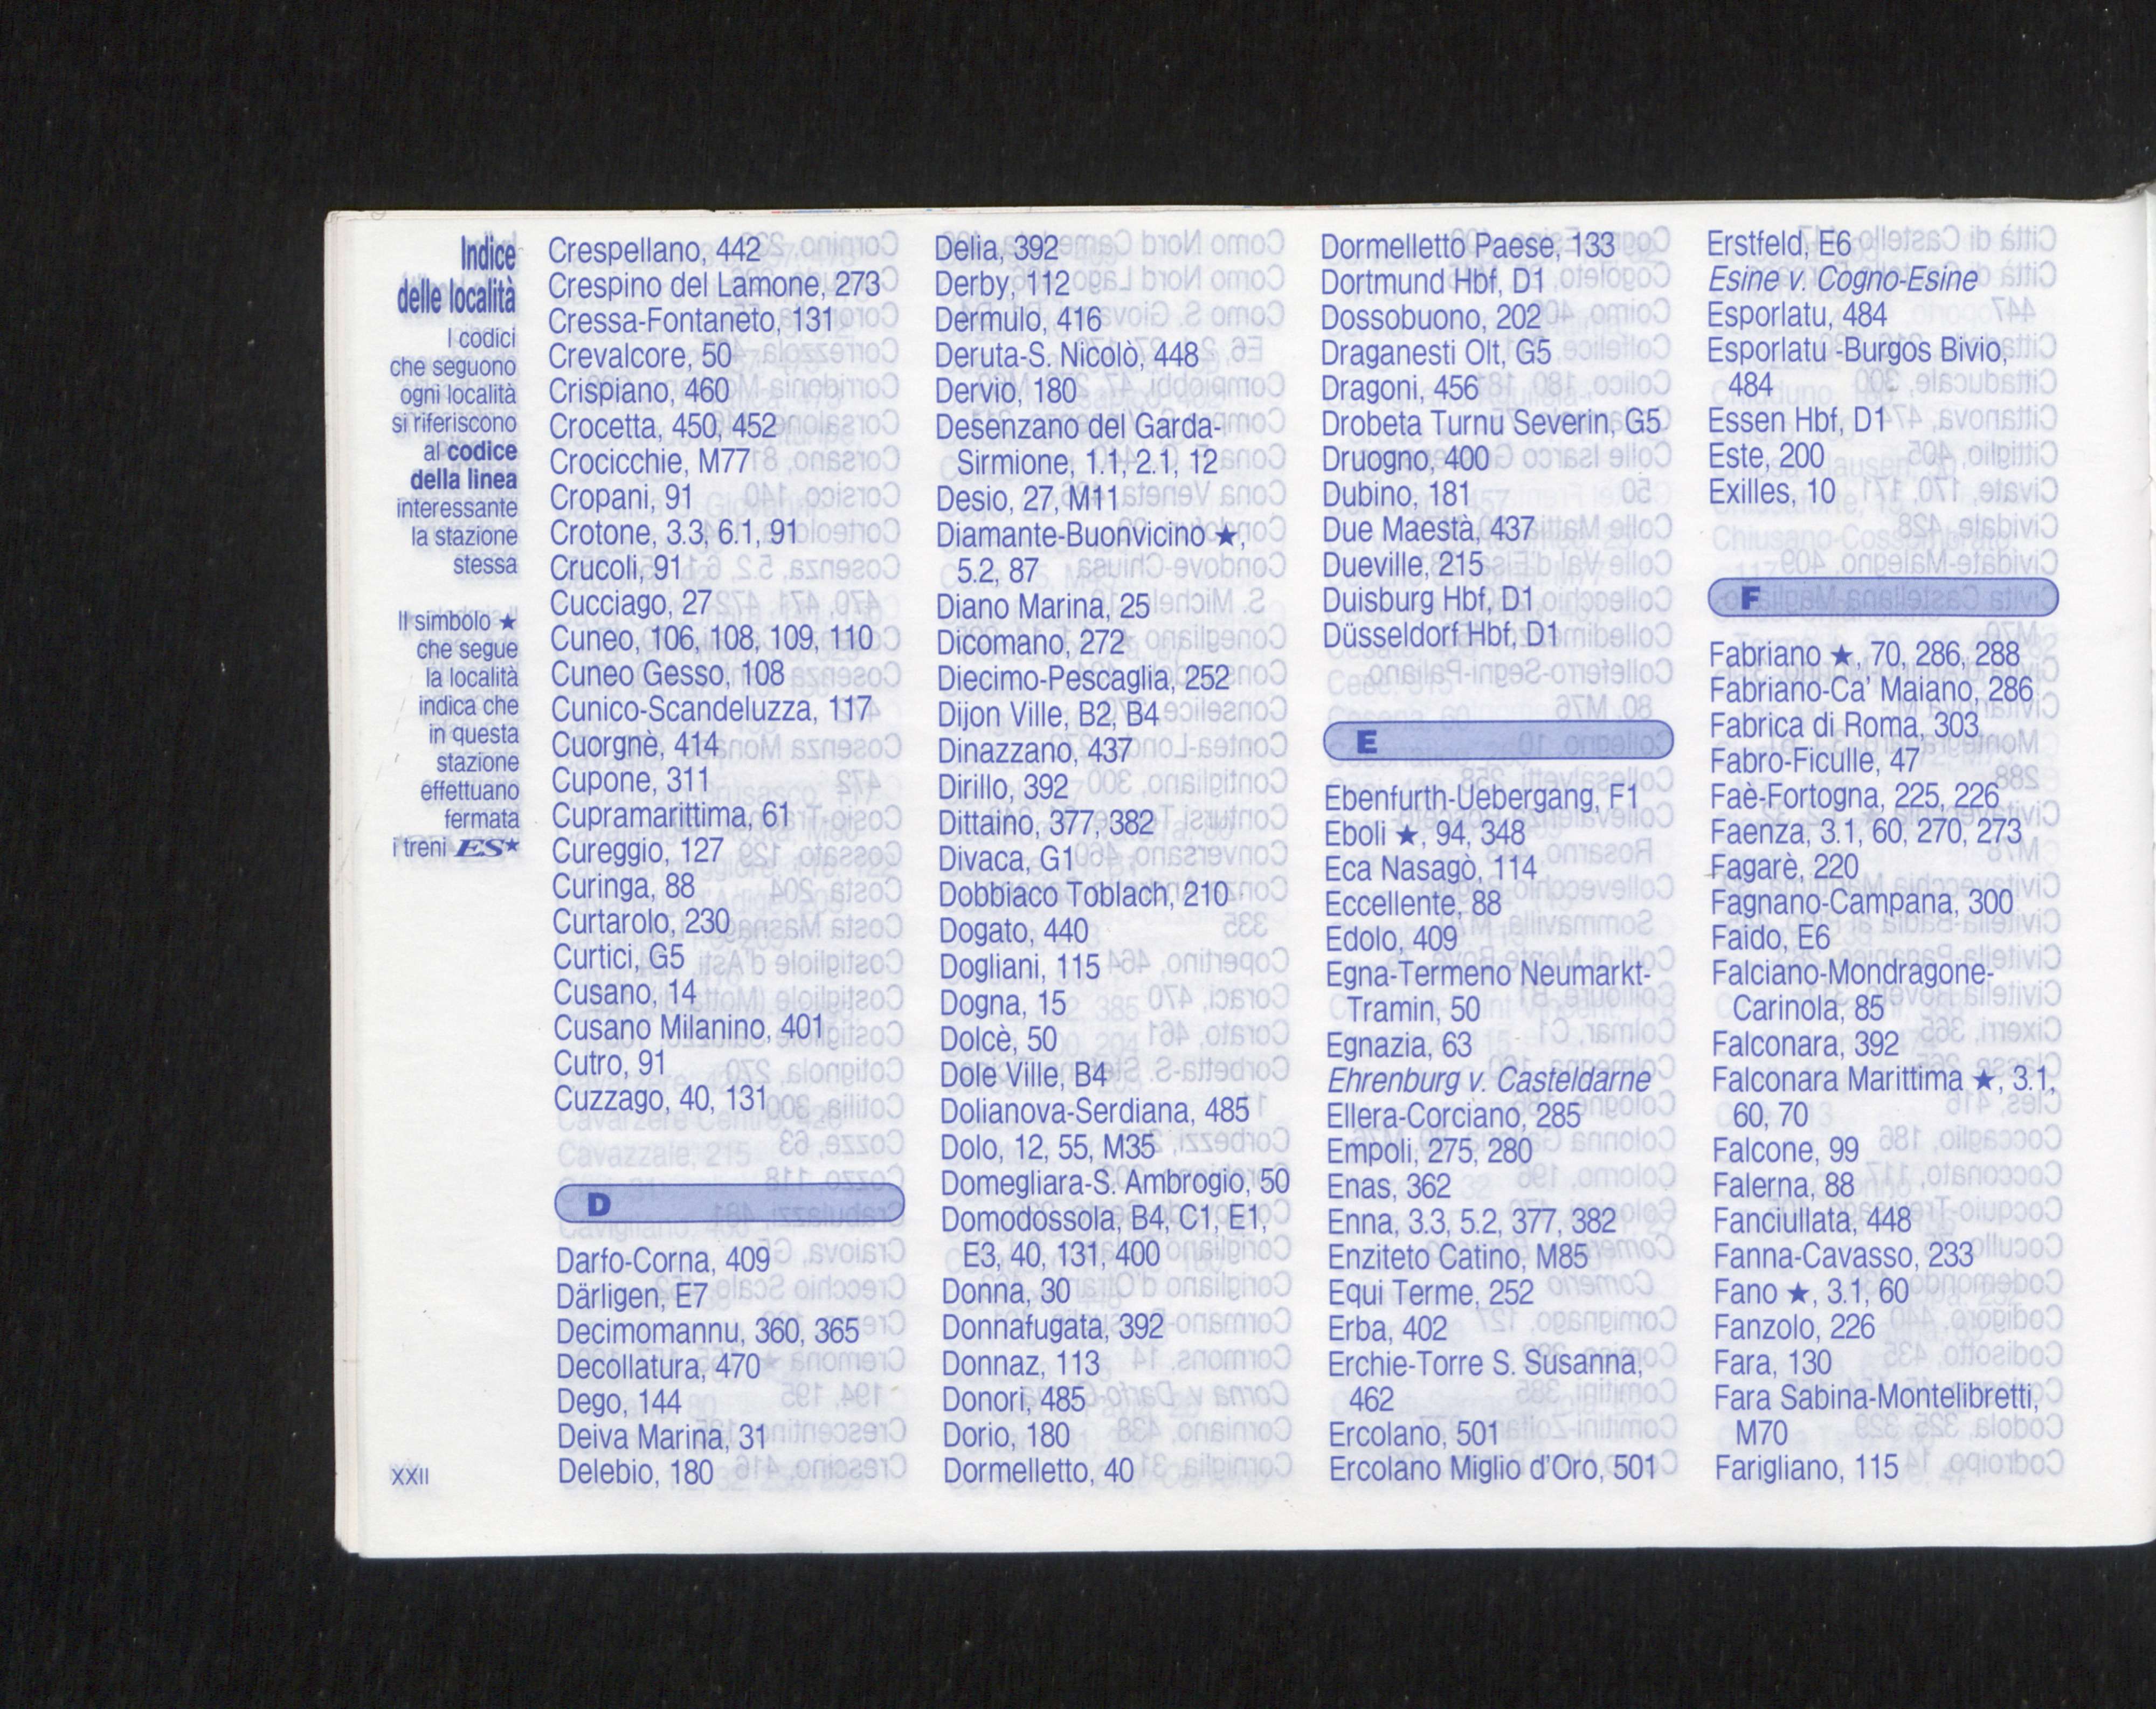 Indice
delle località
I codici
che seguono
ogni località
si riferiscono
al codice
della linea
interessante
la stazione
stessa
Il simbolo ★
che segue
la località
indica che
in questa
stazione
effettuano
fermata
i treni ES★
XXII
Crespellano, 442
Crespino del Lamone, 273
Cressa-Fontaneto, 131
Crevalcore, 50
Crispiano, 460
Crocetta, 450, 452
Crocicchie, M77
Cropani, 91
Crotone, 3.3, 6.1, 91
Crucoli, 91
Cucciago, 27
Cuneo, 106, 108, 109, 110
Cuneo Gesso, 108
Cunico-Scandeluzza, 117
Cuorgnè, 414
Cupone, 311
Cupramarittima, 61
Cureggio, 127
Curinga, 88
Curtarolo, 230
Curtici, G5
Cusano, 14
Cusano Milanino, 401
Cutro, 91
Cuzzago, 40, 131
D
Darfo-Corna, 409
Därligen, E7
Decimomannu, 360, 365
Decollatura, 470
Dego, 144
Deiva Marina, 31
Delebio, 180
Delia, 392
Derby, 112
Dermulo, 416
Deruta-S. Nicolò, 448
Dervio, 180
Desenzano del Garda-
Sirmione, 1.1, 2.1, 12
Desio, 27, M11
Diamante-Buonvicino ★,
5.2, 87
Diano Marina, 25
Dicomano, 272
Diecimo-Pescaglia, 252
Dijon Ville, B2, B4
Dinazzano, 437
Dirillo, 392
Dittaino, 377, 382
Divaca, G1
Dobbiaco Toblach, 210
Dogato, 440
Dogliani, 115
Dogna, 15
Dolcè, 50
Dole Ville, B4
Dolianova-Serdiana, 485
Dolo, 12, 55, M35
Domegliara-S. Ambrogio, 50
Domodossola, B4, C1, E1,
E3, 40, 131, 400
Donna, 30
Donnafugata, 392
Donnaz, 113
Donori, 485
Dorio, 180
Dormelletto, 40
Dormelletto Paese, 133
Dortmund Hbf, D1
Dossobuono, 202
Draganesti Olt, G5
Dragoni, 456
Drobeta Turnu Severin, G5
Druogno, 400
Dubino, 181
Due Maestà, 437
Dueville, 215
Duisburg Hbf, D1
Düsseldorf Hbf, D1
E
Ebenfurth-Uebergang, F1
Eboli ★, 94, 348
Eca Nasagò, 114
Eccellente, 88
Edolo, 409
Egna-Termeno Neumarkt-
Tramin, 50
Egnazia, 63
Ehrenburg v. Casteldarne
Ellera-Corciano, 285
Empoli, 275, 280
Enas, 362
Enna, 3.3, 5.2, 377, 382
Enziteto Catino, M85
Equi Terme, 252
Erba, 402
Erchie-Torre S. Susanna,
462
Ercolano, 501
Ercolano Miglio d'Oro, 501
Erstfeld, E6
Esine v. Cogno-Esine
Esporlatu, 484
Esporlatu -Burgos Bivio,
484
Essen Hbf, D1
Este, 200
Exilles, 10
F
Fabriano ★, 70, 286, 288
Fabriano-Ca' Maiano, 286
Fabrica di Roma, 303
Fabro-Ficulle, 47
Faè-Fortogna, 225, 226
Faenza, 3.1, 60, 270, 273
Fagarè, 220
Fagnano-Campana, 300
Faido, E6
Falciano-Mondragone-
Carinola, 85
Falconara, 392
Falconara Marittima ★, 3.1,
60, 70
Falcone, 99
Falerna, 88
Fanciullata, 448
Fanna-Cavasso, 233
Fano ★, 3.1, 60
Fanzolo, 226
Fara, 130
Fara Sabina-Montelibretti,
M70
Farigliano, 115